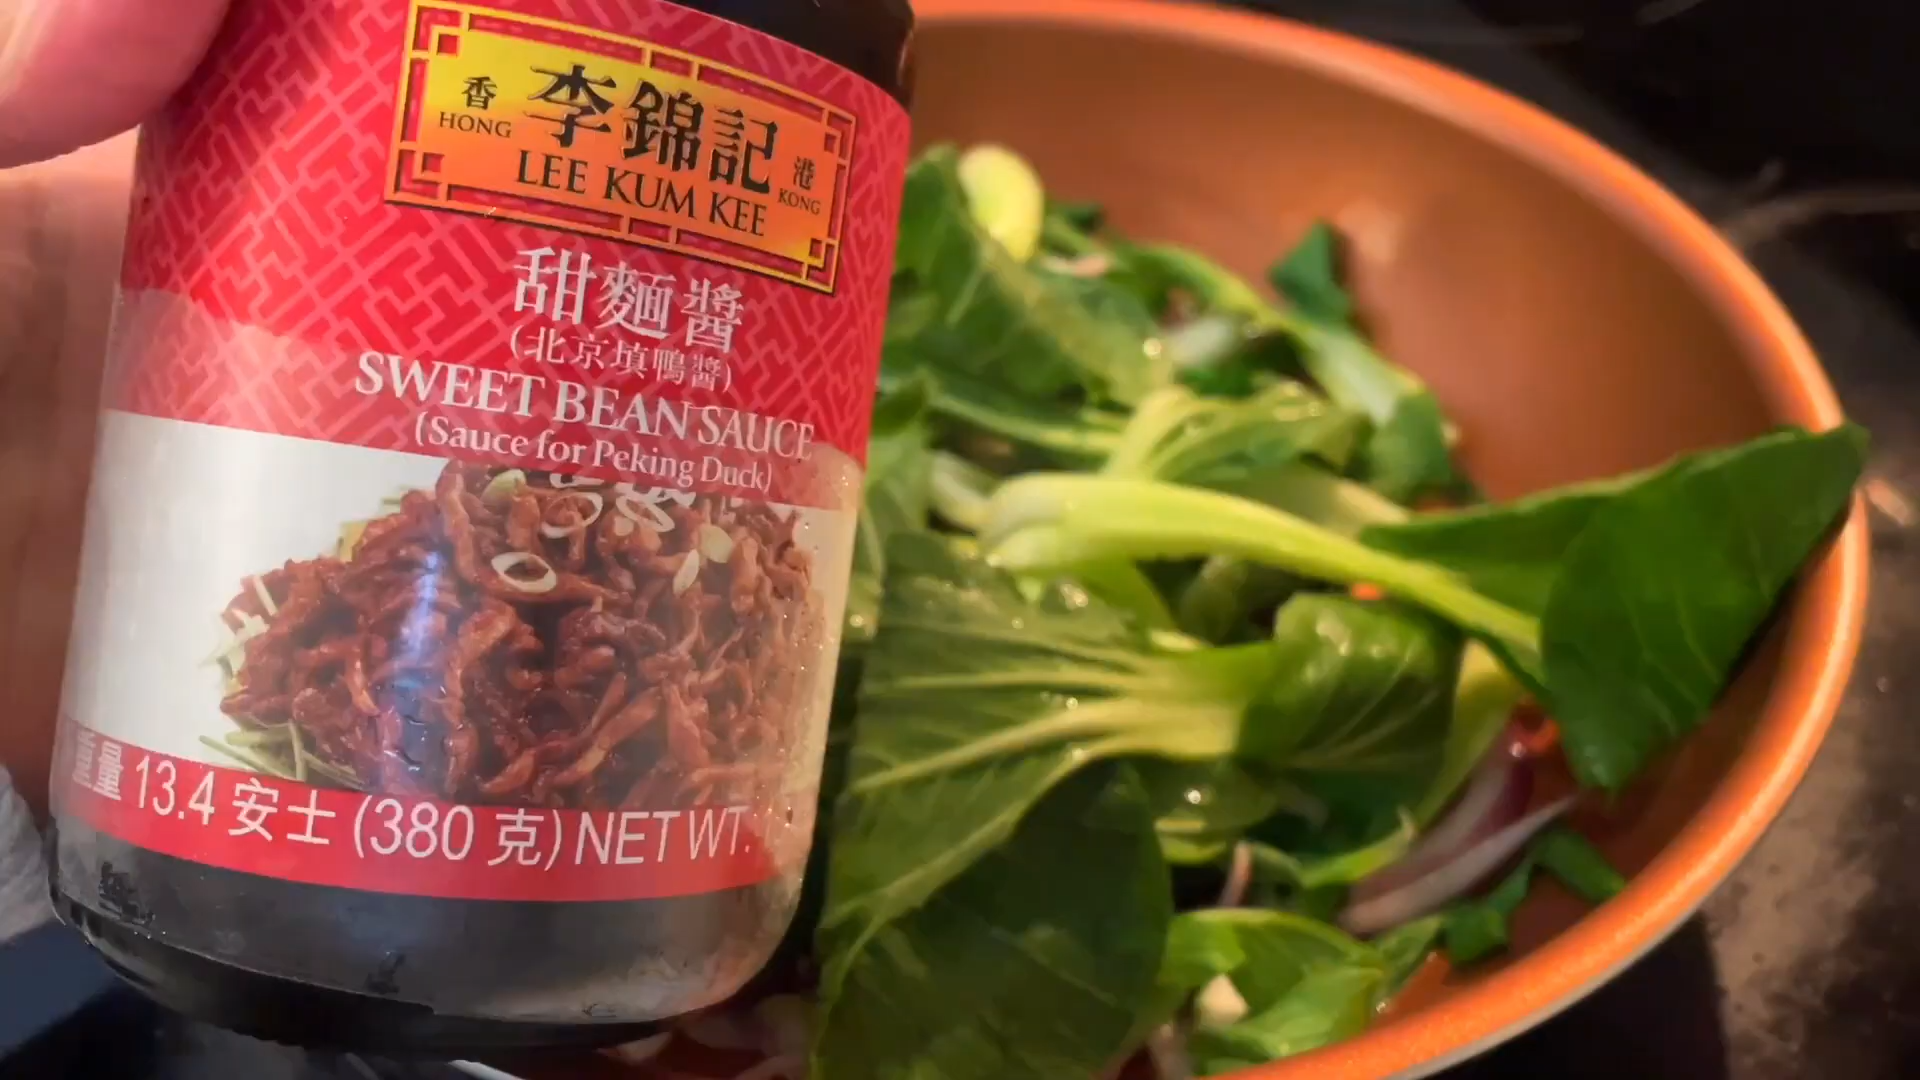 香 李錦記 港
HONG LEE KUM KEE KONG
甜麵醬
(北京填鴨醬)
SWEET BEAN SAUCE
(Sauce for Peking Duck)
重量 13.4 安士 (380 克) NET WT.